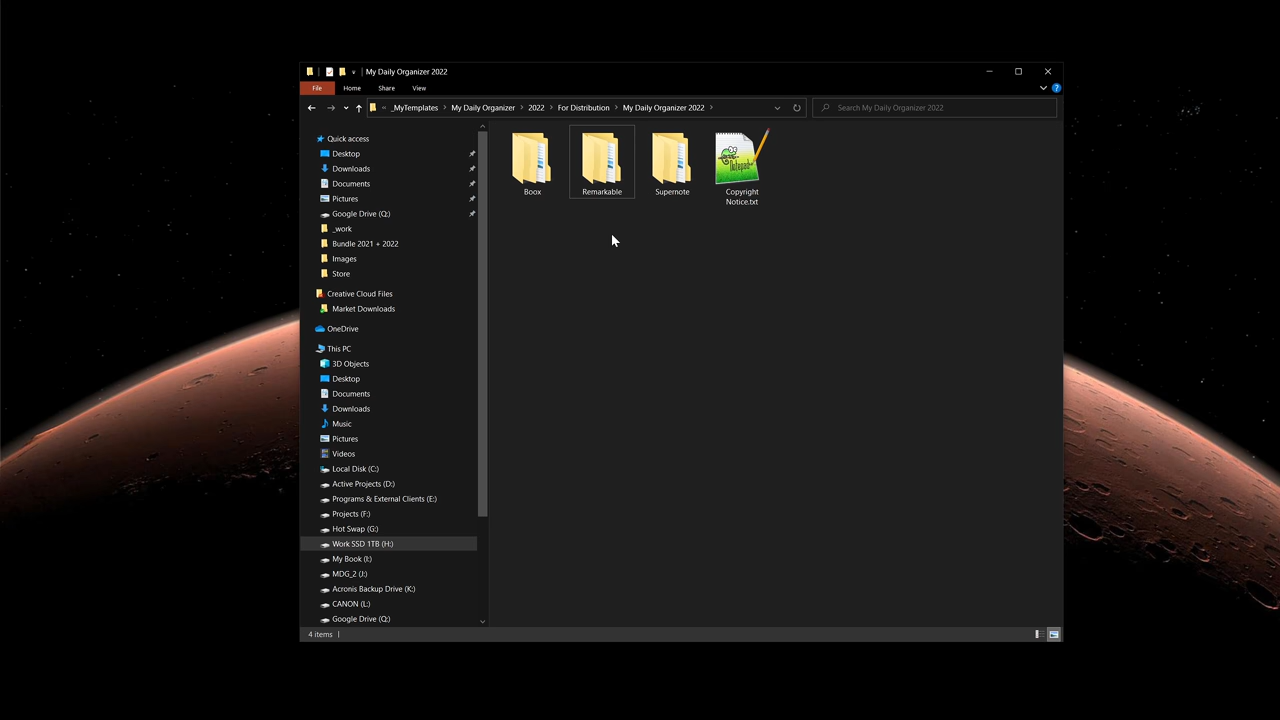 My Daily Organizer 2022
File Home Share View
_MyTemplates My Daily Organizer 2022 For Distribution My Daily Organizer 2022
Search My Daily Organizer 2022
Quick access
Desktop
Downloads
Documents
Pictures
Google Drive (Q:)
_work
Bundle 2021 + 2022
Images
Store
Creative Cloud Files
Market Downloads
OneDrive
This PC
3D Objects
Desktop
Documents
Downloads
Music
Pictures
Videos
Local Disk (C:)
Active Projects (D:)
Programs & External Clients (E:)
Projects (F:)
Hot Swap (G:)
Work SSD 1TB (H:)
My Book (I:)
MDG_2 (J:)
Acronis Backup Drive (K:)
CANON (L:)
Google Drive (Q:)
Boox
Remarkable
Supernote
Notepad++
Copyright
Notice.txt
4 items